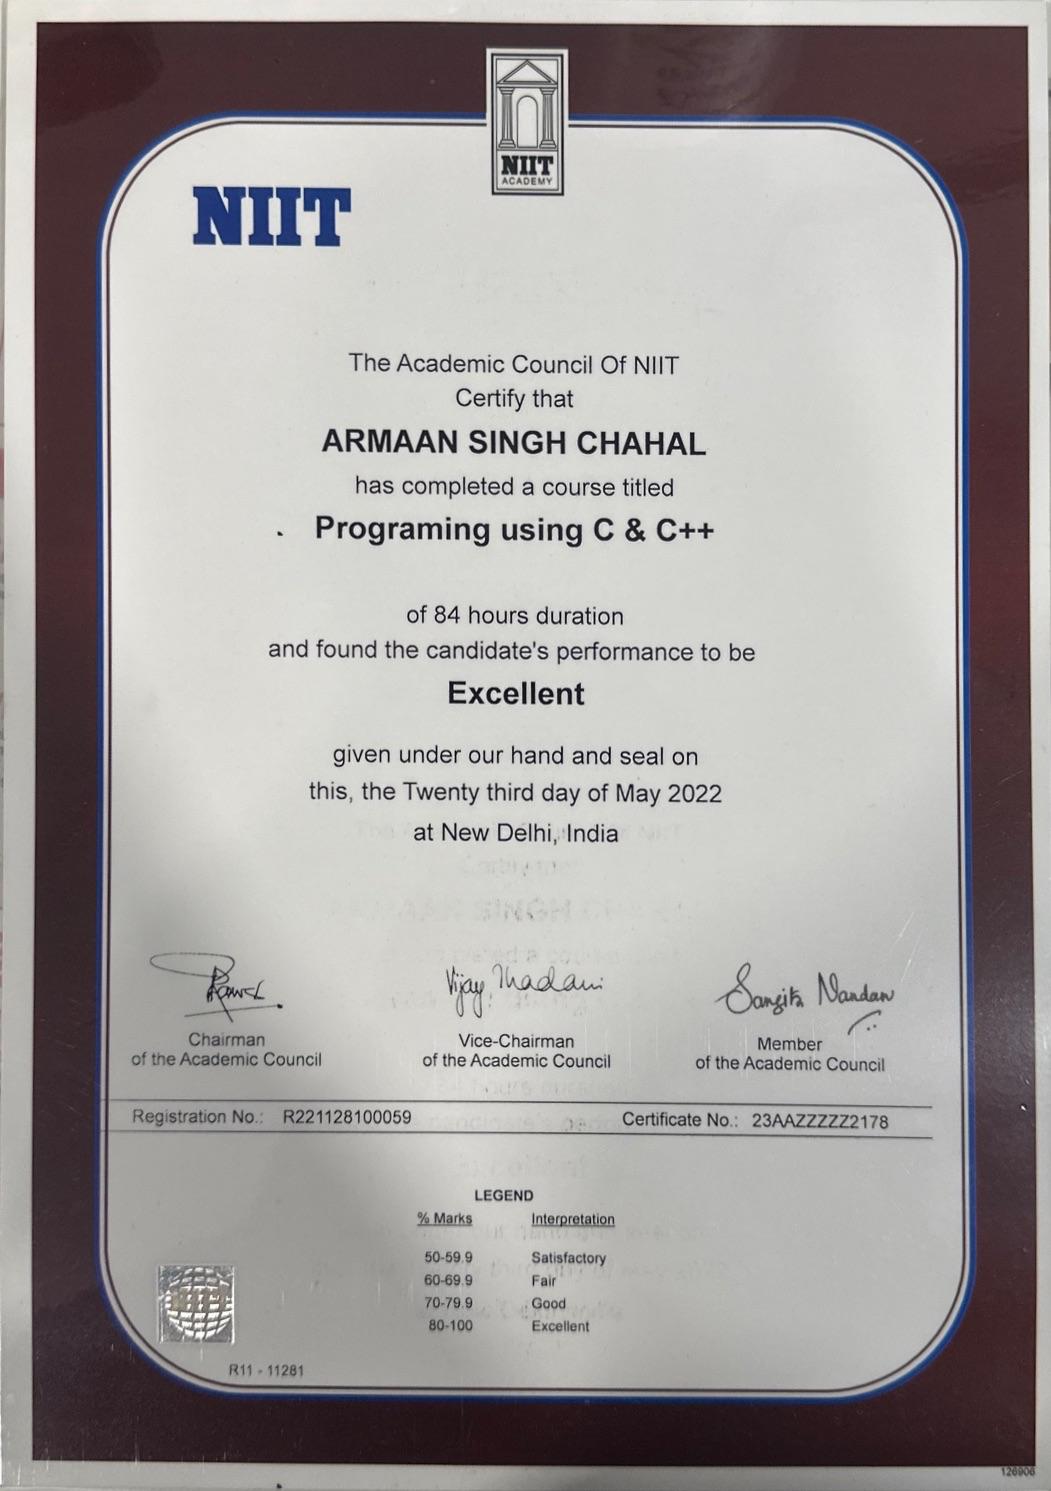 NIIT
ACADEMY
NIIT
The Academic Council Of NIIT
Certify that
ARMAAN SINGH CHAHAL
has completed a course titled
. Programing using C & C++
of 84 hours duration
and found the candidate's performance to be
Excellent
given under our hand and seal on
this, the Twenty third day of May 2022
at New Delhi, India
Vijay Thadani Sangita Nandan
Chairman Vice-Chairman Member
of the Academic Council of the Academic Council of the Academic Council
Registration No.: R221128100059 Certificate No.: 23AAZZZZZ2178
LEGEND
% Marks Interpretation
50-59.9 Satisfactory
60-69.9 Fair
70-79.9 Good
80-100 Excellent
R11 - 11281
126906